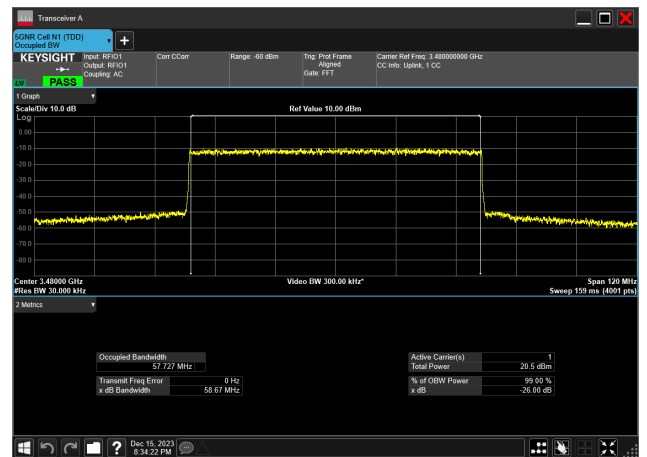 Transceiver A
5GNR Cell N1 (TDD)
Occupied BW
KEYSIGHT
LXI
PASS
Input: RFIO1
Output: RFIO1
Coupling: AC
Corr CCorr
Range: -60 dBm
Trig: Prot Frame
Aligned
Gate: FFT
Carrier Ref Freq: 3.480000000 GHz
CC Info: Uplink, 1 CC
1 Graph
Scale/Div 10.0 dB
Ref Value 10.00 dBm
Log
0.00
-10.0
-20.0
-30.0
-40.0
-50.0
-60.0
-70.0
-80.0
Center 3.48000 GHz
Video BW 300.00 kHz*
Span 120 MHz
#Res BW 30.000 kHz
Sweep 159 ms (4001 pts)
2 Metrics
Occupied Bandwidth
57.727 MHz
Transmit Freq Error 0 Hz
x dB Bandwidth 58.67 MHz
Active Carrier(s) 1
Total Power 20.5 dBm
% of OBW Power 99.00 %
x dB -26.00 dB
Dec 15, 2023
8:34:22 PM